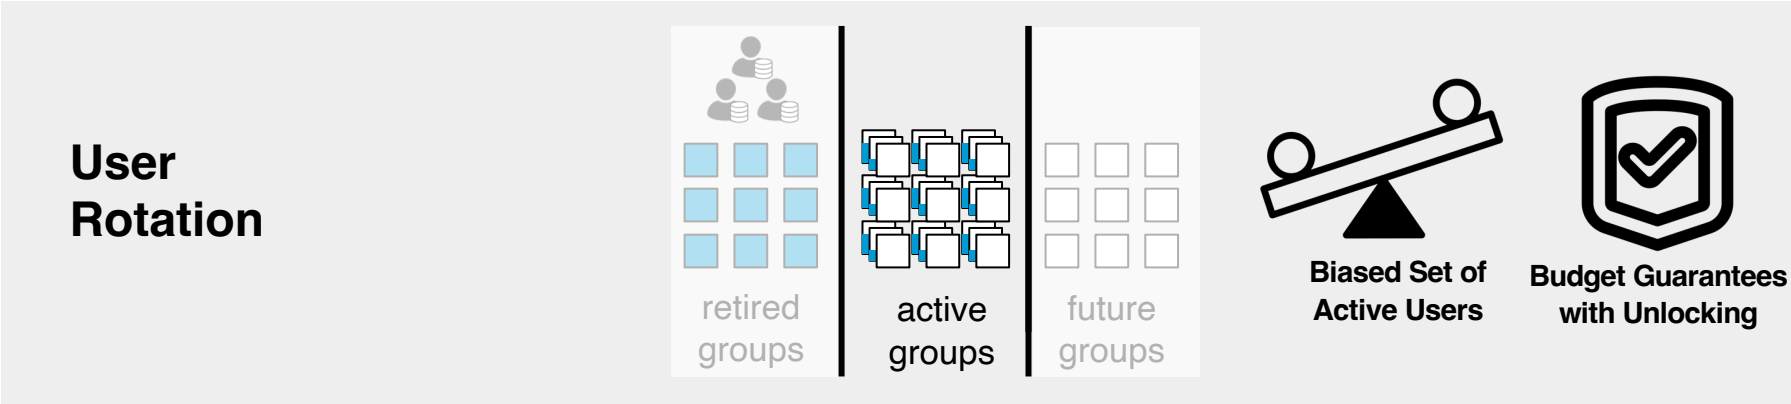 User
Rotation
retired
groups
active
groups
future
groups
Biased Set of
Active Users
Budget Guarantees
with Unlocking